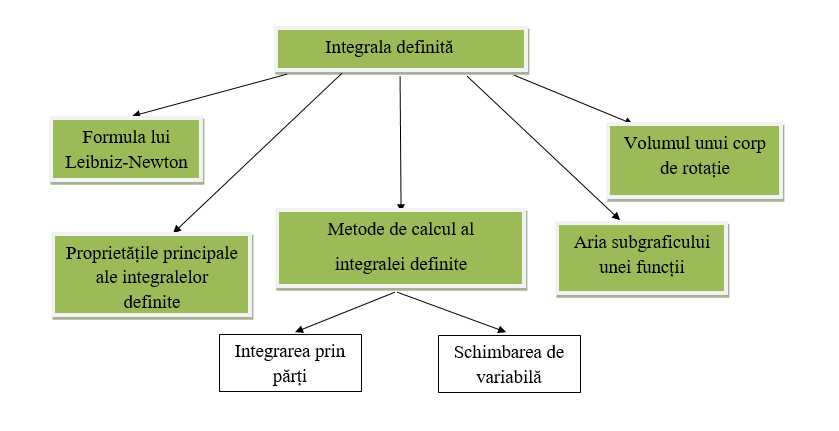 Integrala definită
Formula lui
Leibniz-Newton
Volumul unui corp
de rotație
Proprietățile principale
ale integralelor
definite
Metode de calcul al
integralei definite
Aria subgraficului
unei funcții
Integrarea prin
părți
Schimbarea de
variabilă